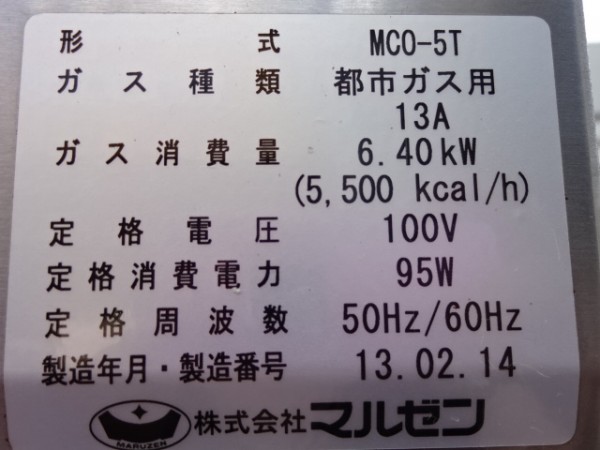 形式 MCO-5T
ガス種類 都市ガス用
13A
ガス消費量 6.40kW
(5,500 kcal/h)
定格電圧 100V
定格消費電力 95W
定格周波数 50Hz/60Hz
製造年月・製造番号 13.02.14
MARUZEN 株式会社 マルゼン